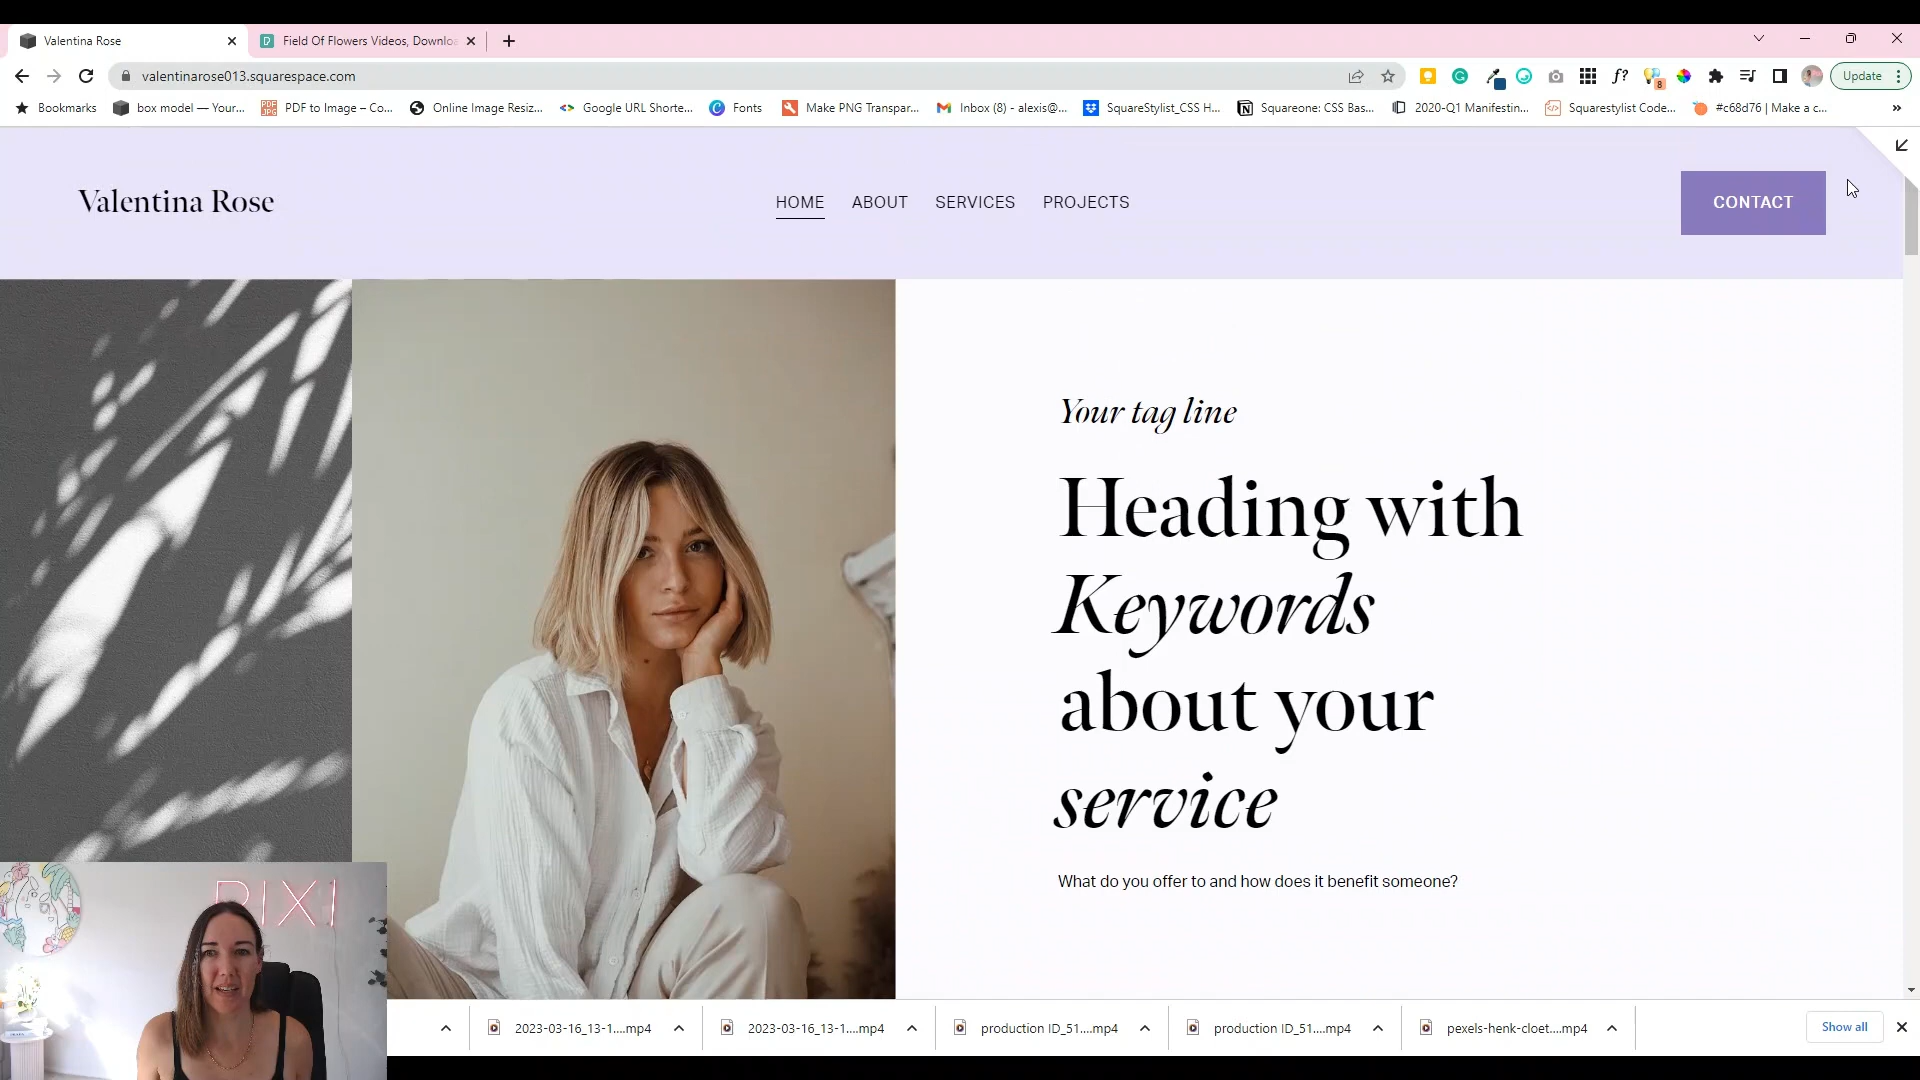 Valentina Rose
Field Of Flowers Videos, Downlo
valentinarose013.squarespace.com
Update
Bookmarks
box model — Your...
PDF to Image – Co...
Online Image Resiz...
Google URL Shorte...
Fonts
Make PNG Transpar...
Inbox (8) - alexis@...
SquareStylist_CSS H...
Squareone: CSS Bas...
2020-Q1 Manifestin...
Squarestylist Code...
#c68d76 | Make a c...
Valentina Rose
HOME
ABOUT
SERVICES
PROJECTS
CONTACT
Your tag line
Heading with
Keywords
about your
service
What do you offer to and how does it benefit someone?
PIXI
2023-03-16_13-1....mp4
2023-03-16_13-1....mp4
production ID_51....mp4
production ID_51....mp4
pexels-henk-cloet....mp4
Show all